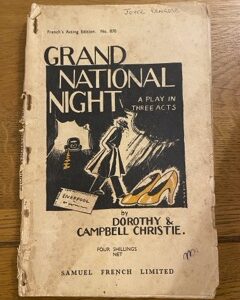 JOYCE
French's Acting Edition. No. 870
GRAND
NATIONAL
NIGHT
A PLAY IN
THREE ACTS
LIVERPOOL
by
DOROTHY &
CAMPBELL CHRISTIE.
FOUR SHILLINGS
NET
SAMUEL FRENCH LIMITED